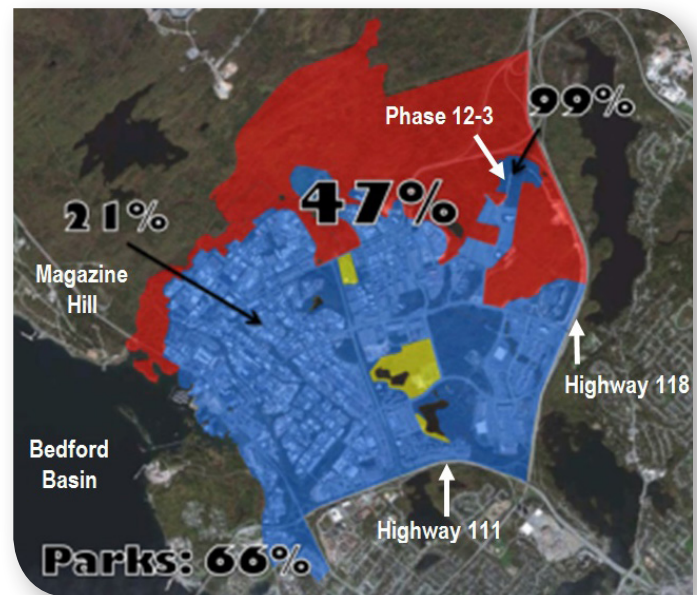 99%
Phase 12-3
47%
21%
Magazine
Hill
Highway 118
Bedford
Basin
Highway 111
Parks: 66%